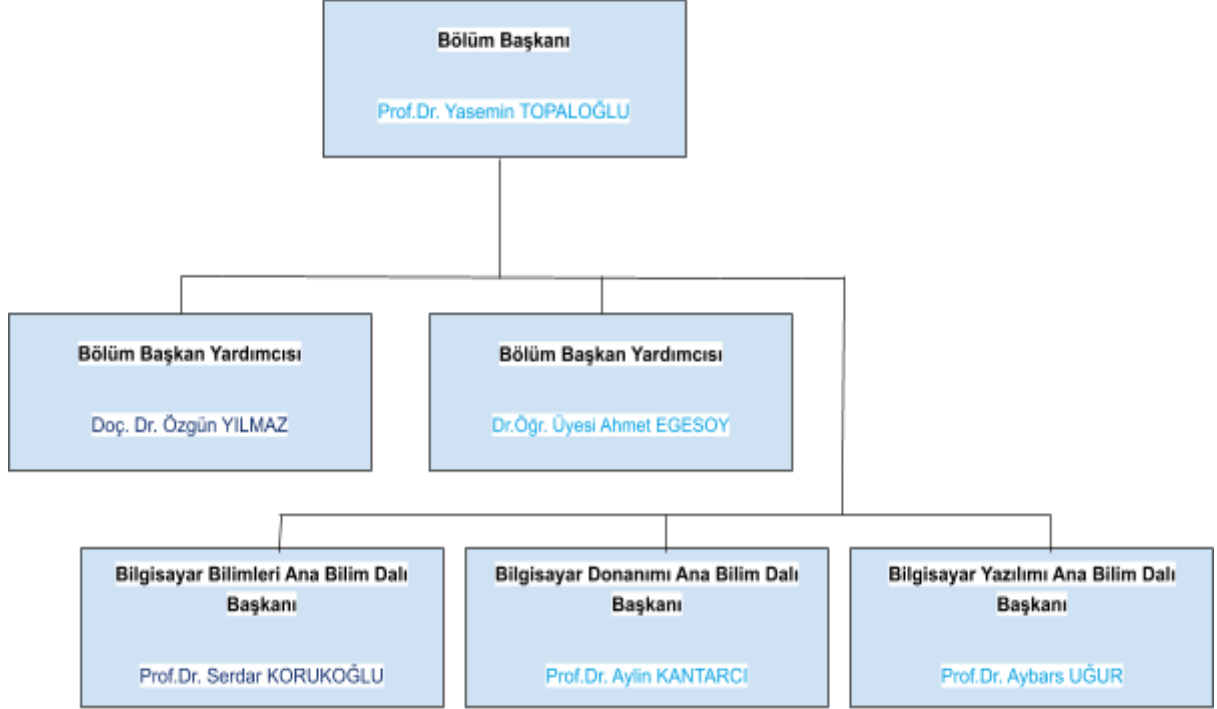 Bölüm Başkanı
Prof.Dr. Yasemin TOPALOĞLU
Bölüm Başkan Yardımcısı
Doç. Dr. Özgün YILMAZ
Bölüm Başkan Yardımcısı
Dr.Öğr. Üyesi Ahmet EGESOY
Bilgisayar Bilimleri Ana Bilim Dalı
Başkanı
Prof.Dr. Serdar KORUKOĞLU
Bilgisayar Donanımı Ana Bilim Dalı
Başkanı
Prof.Dr. Aylin KANTARCI
Bilgisayar Yazılımı Ana Bilim Dalı
Başkanı
Prof.Dr. Aybars UĞUR